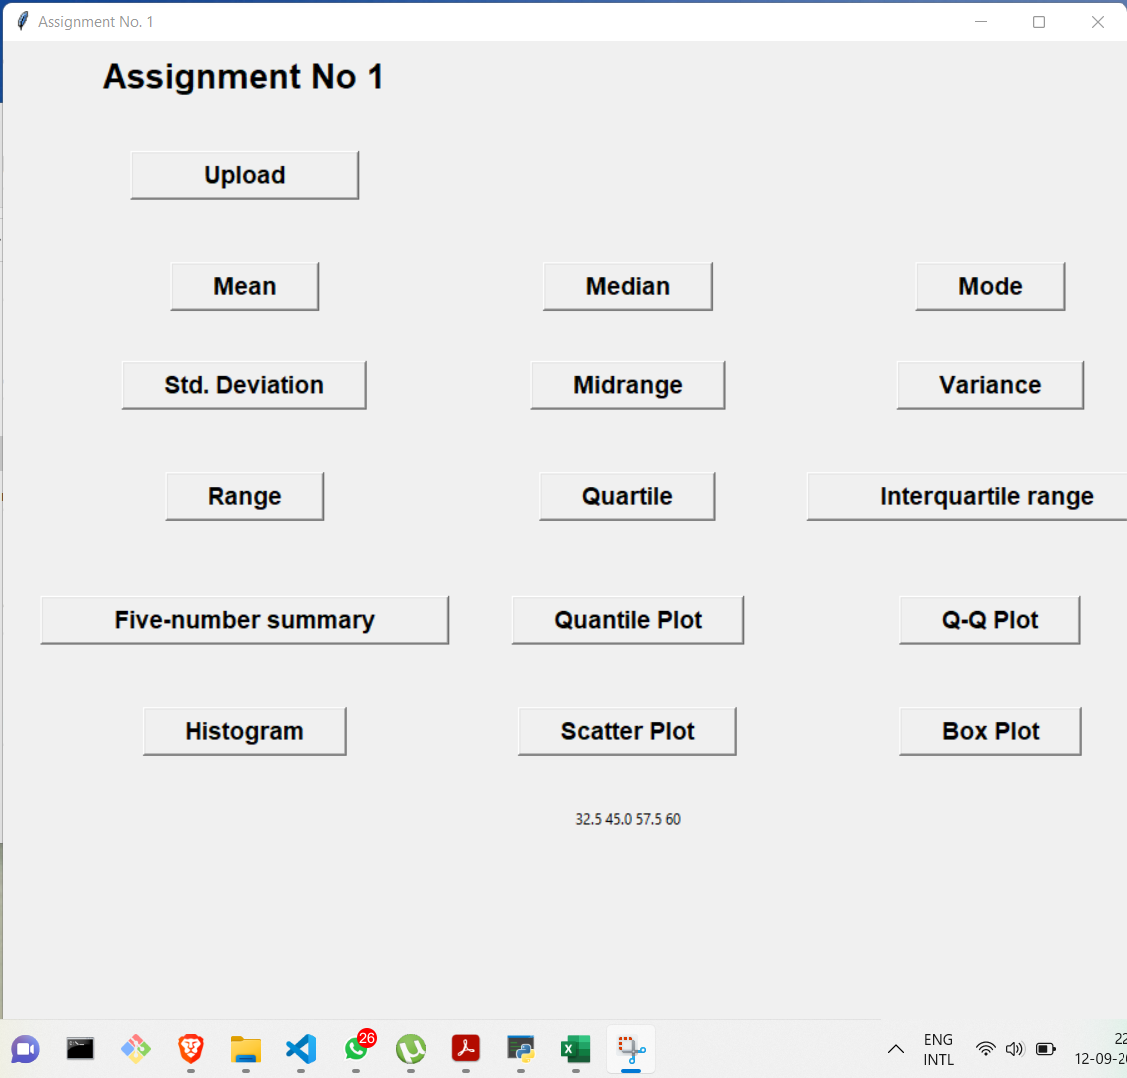 Assignment No. 1
Assignment No 1
Upload
Mean Median Mode
Std. Deviation Midrange Variance
Range Quartile Interquartile range
Five-number summary Quantile Plot Q-Q Plot
Histogram Scatter Plot Box Plot
32.5 45.0 57.5 60
26
ENG
INTL
22
12-09-20